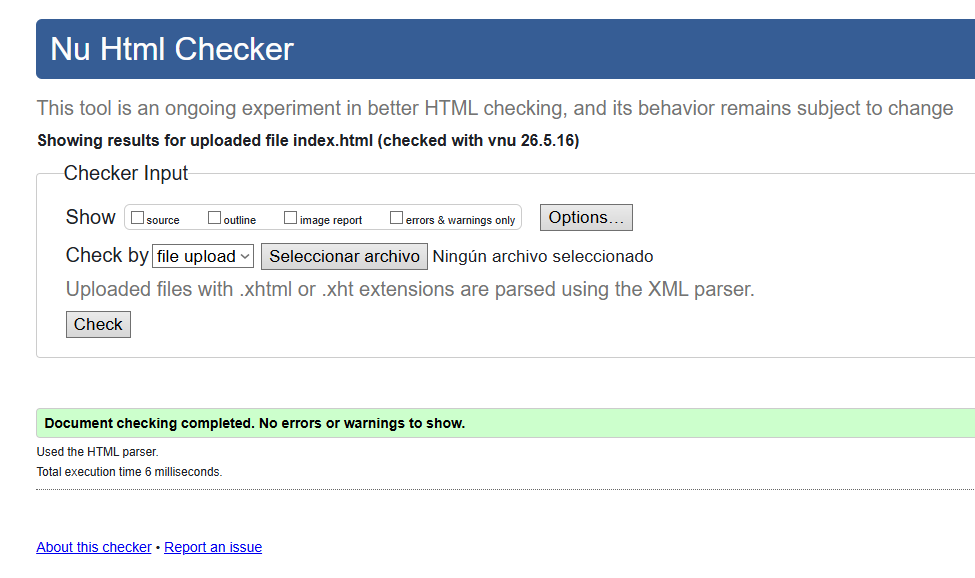 Nu Html Checker
This tool is an ongoing experiment in better HTML checking, and its behavior remains subject to change
Showing results for uploaded file index.html (checked with vnu 26.5.16)
Checker Input
Show source outline image report errors & warnings only Options...
Check by file upload Seleccionar archivo Ningún archivo seleccionado
Uploaded files with .xhtml or .xht extensions are parsed using the XML parser.
Check
Document checking completed. No errors or warnings to show.
Used the HTML parser.
Total execution time 6 milliseconds.
About this checker • Report an issue